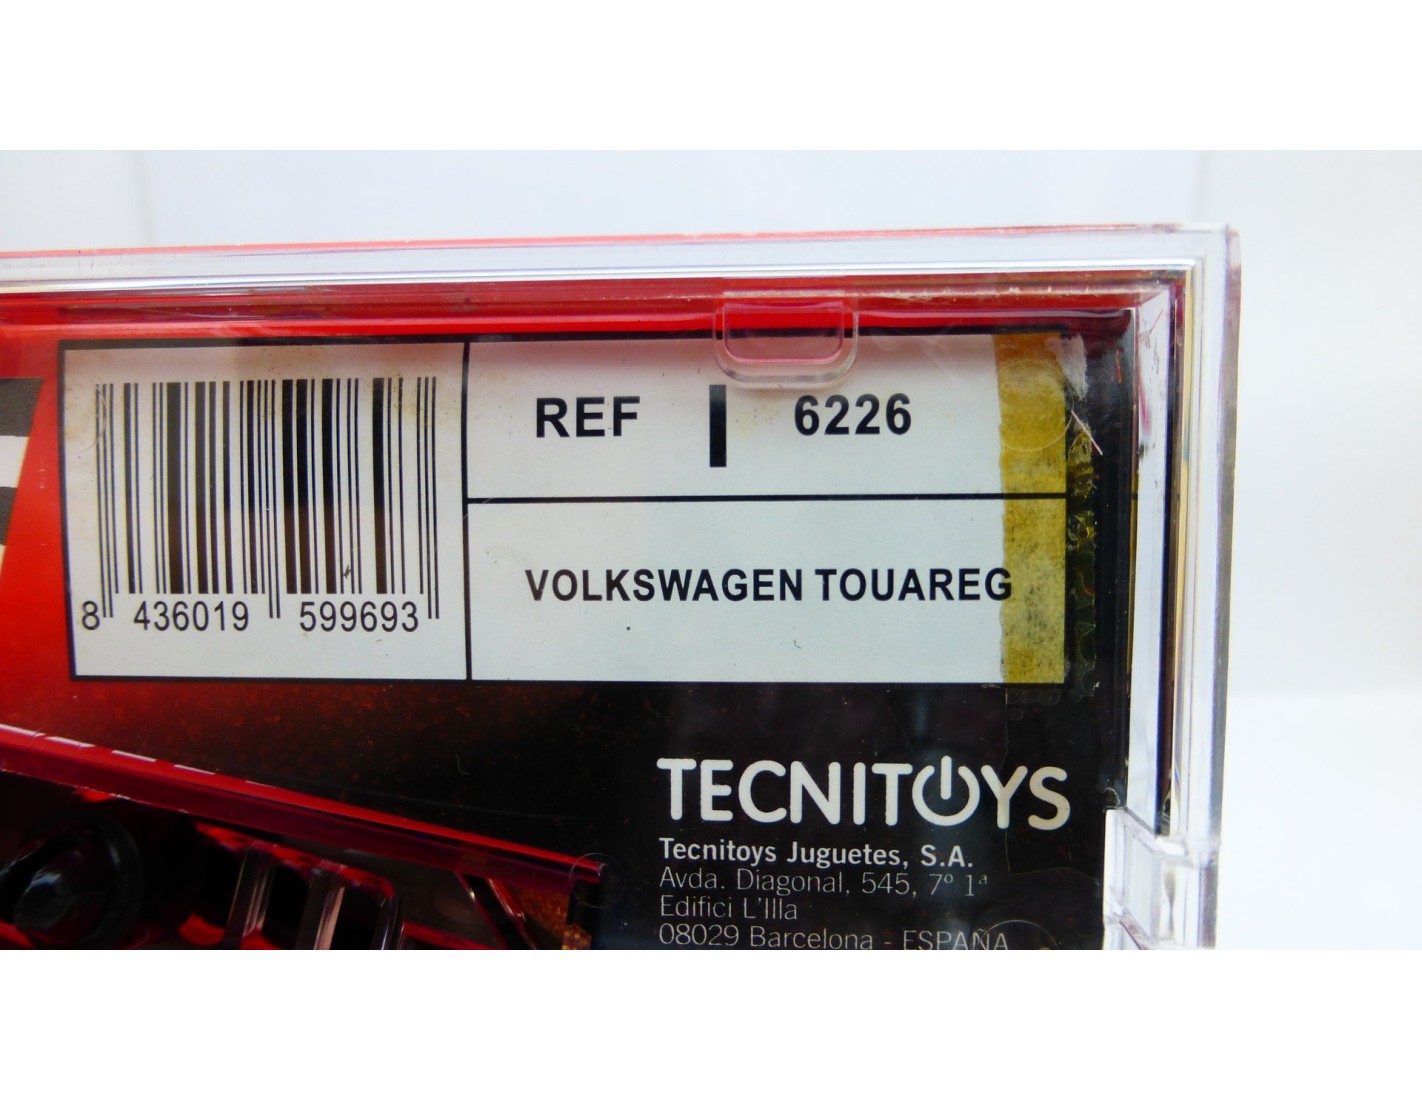 8 436019 599693
REF 6226
VOLKSWAGEN TOUAREG
TECNITOYS
Tecnitoys Juguetes, S.A.
Avda. Diagonal, 545, 7º 1ª
Edifici L'Illa
08029 Barcelona - ESPAÑA